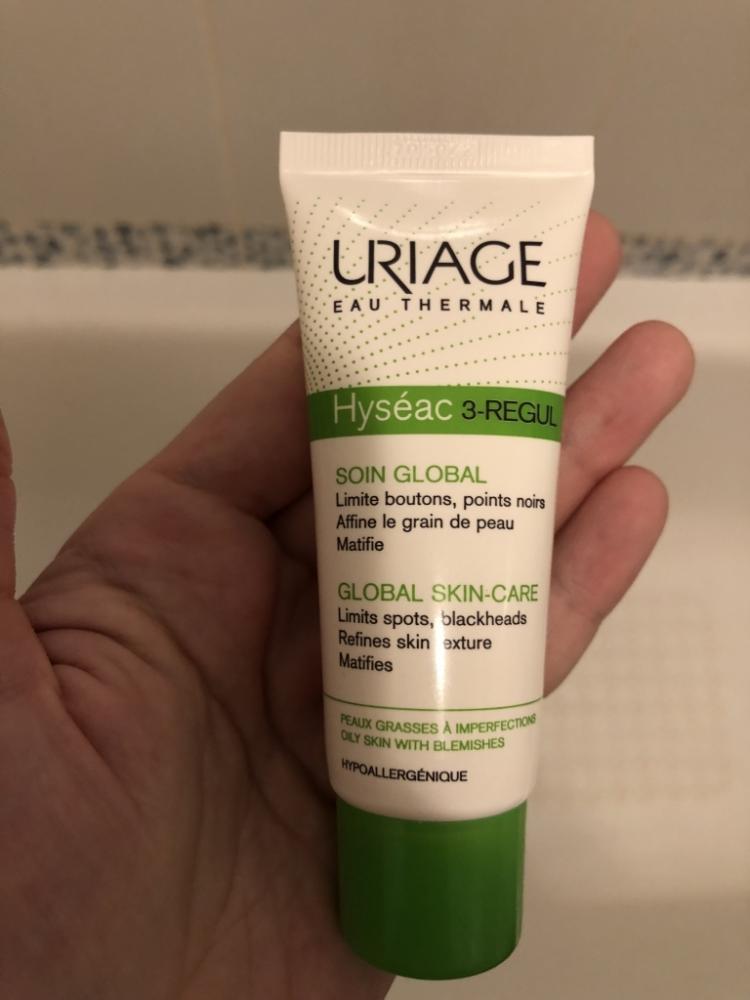 URIAGE
EAU THERMALE
Hyséac 3-REGUL
SOIN GLOBAL
Limite boutons, points noirs
Affine le grain de peau
Matifie
GLOBAL SKIN-CARE
Limits spots, blackheads
Refines skin exture
Matifies
PEAUX GRASSES À IMPERFECTIONS
OILY SKIN WITH BLEMISHES
HYPOALLERGÉNIQUE